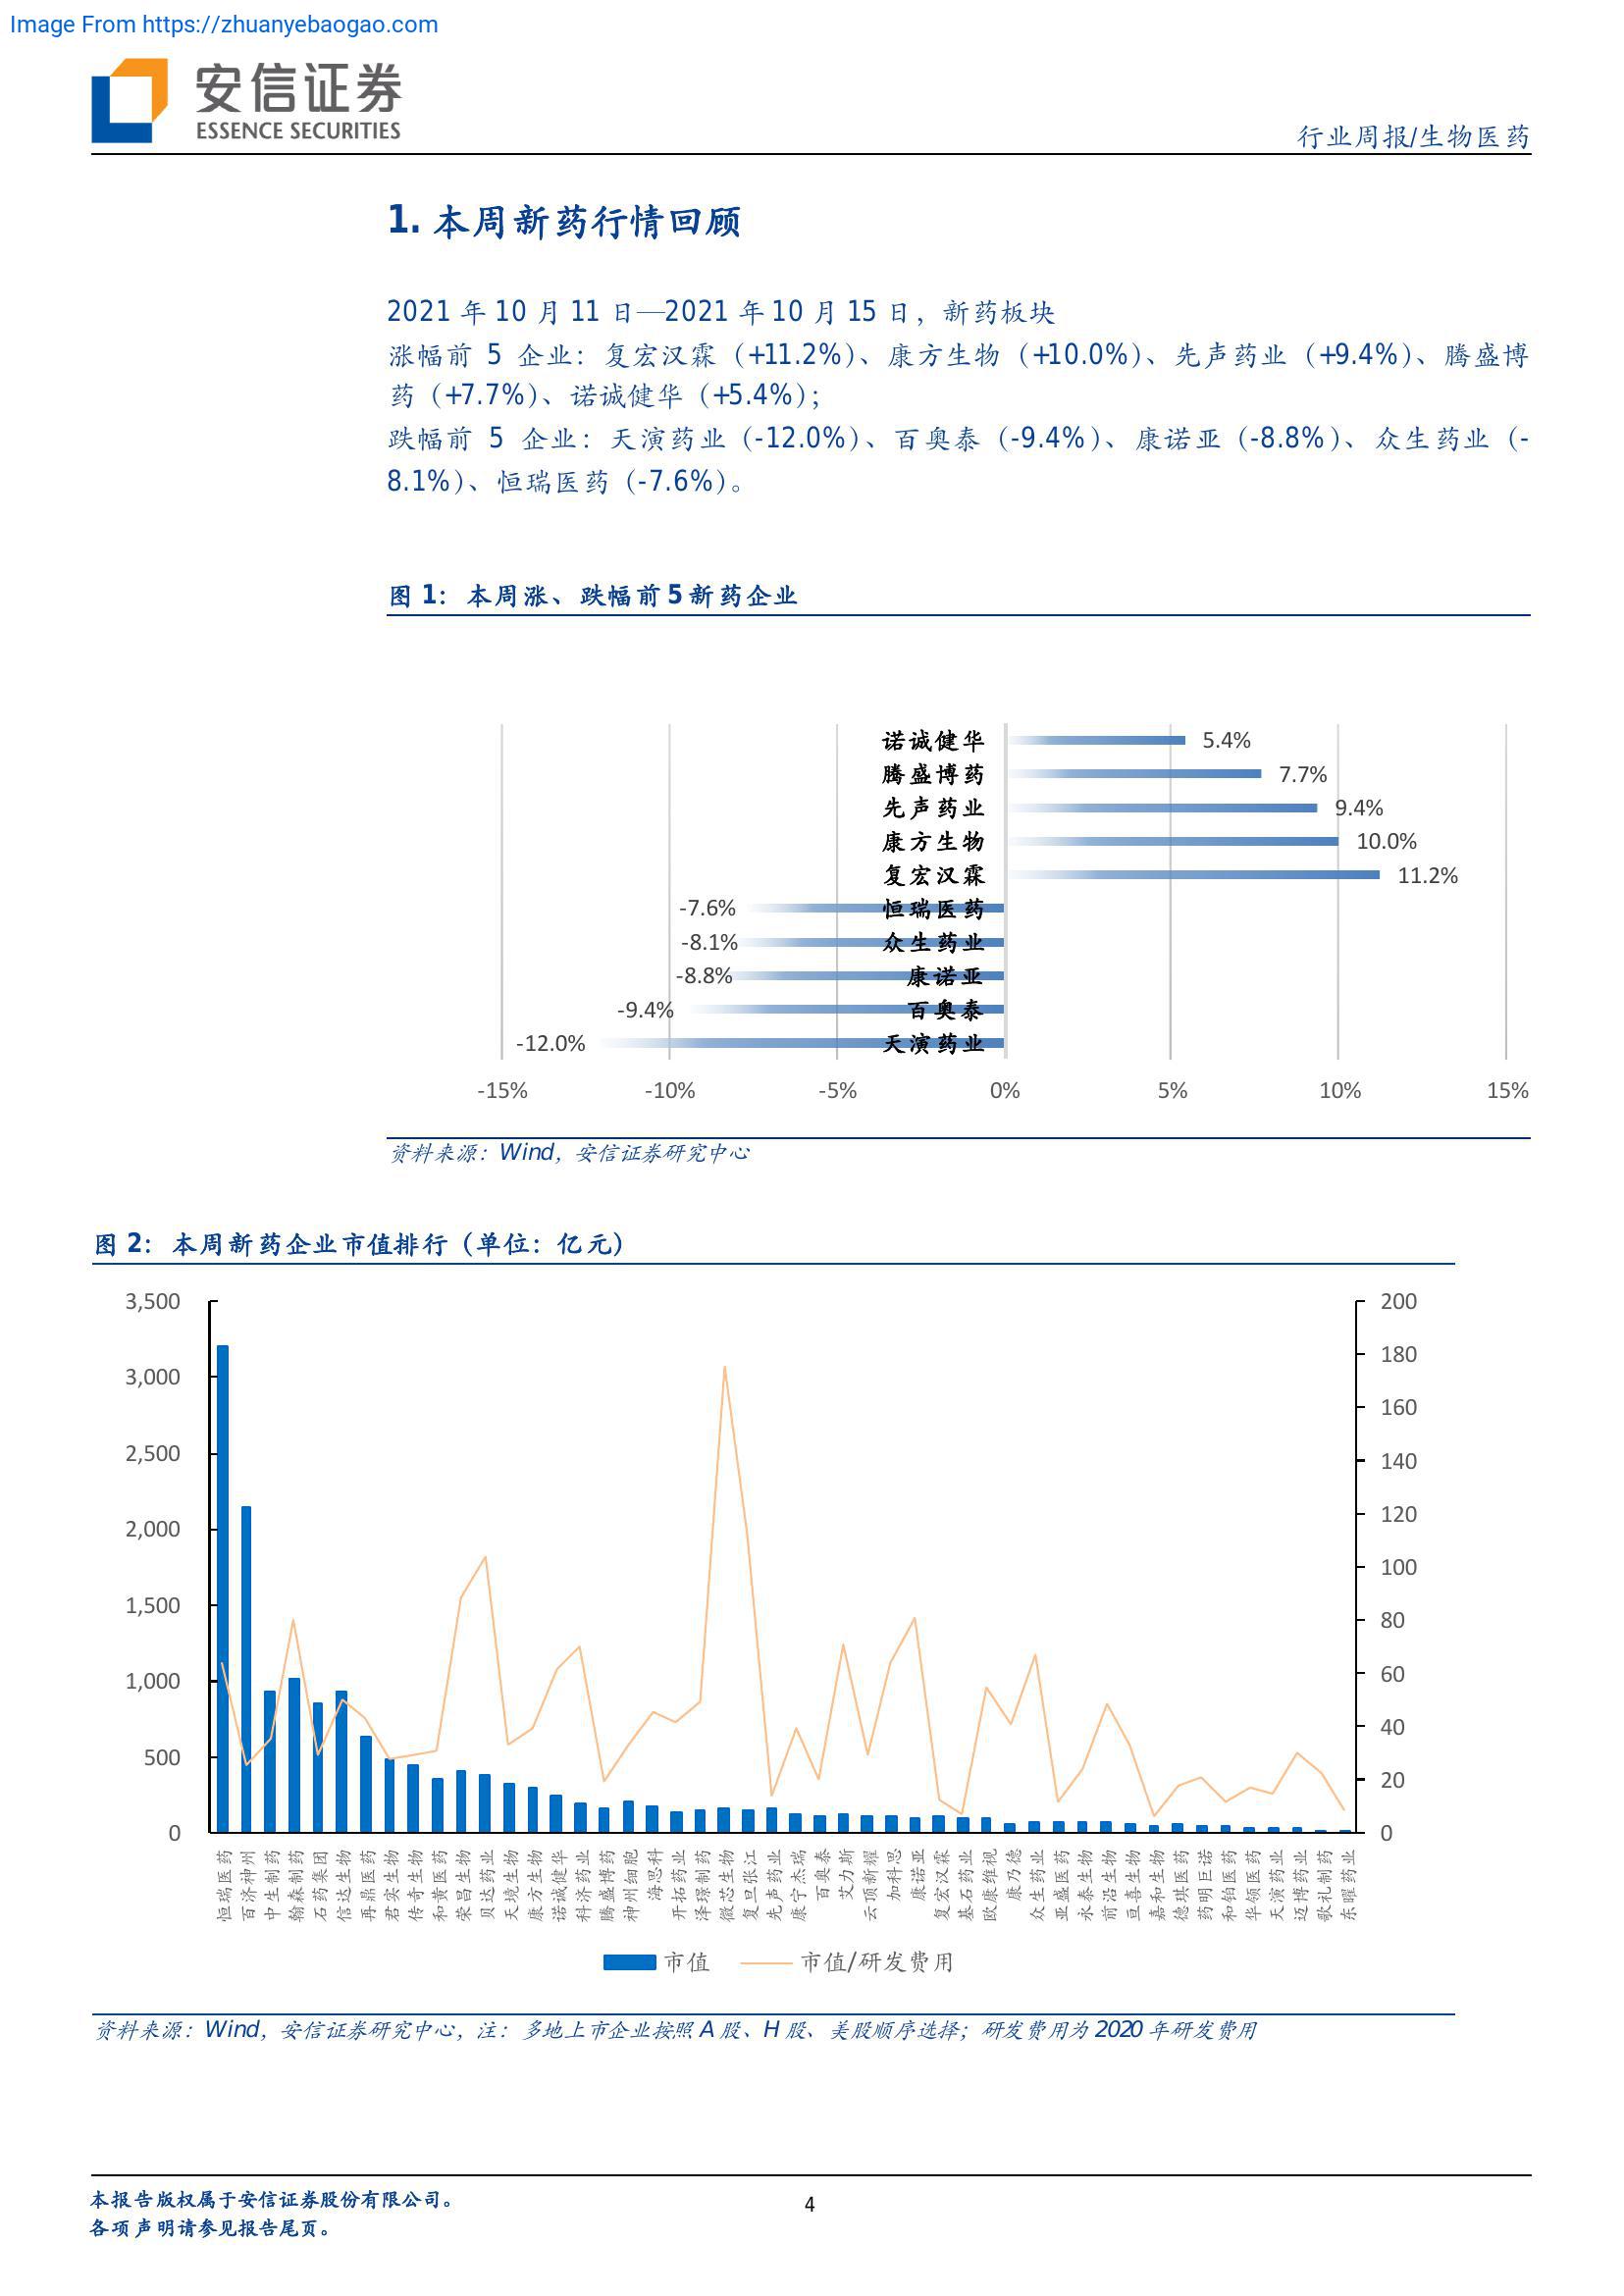 Image From https://zhuanyebaogao.com
安信证券
ESSENCE SECURITIES
行业周报/生物医药
1. 本周新药行情回顾
2021 年 10 月 11 日—2021 年 10 月 15 日，新药板块
涨幅前 5 企业：复宏汉霖（+11.2%）、康方生物（+10.0%）、先声药业（+9.4%）、腾盛博
药（+7.7%）、诺诚健华（+5.4%）；
跌幅前 5 企业：天演药业（-12.0%）、百奥泰（-9.4%）、康诺亚（-8.8%）、众生药业（-
8.1%）、恒瑞医药（-7.6%）。
图 1：本周涨、跌幅前 5 新药企业
诺诚健华 5.4%
腾盛博药 7.7%
先声药业 9.4%
康方生物 10.0%
复宏汉霖 11.2%
-7.6% 恒瑞医药
-8.1% 众生药业
-8.8% 康诺亚
-9.4% 百奥泰
-12.0% 天演药业
-15% -10% -5% 0% 5% 10% 15%
资料来源：Wind，安信证券研究中心
图 2：本周新药企业市值排行（单位：亿元）
3,500 200
180
3,000
160
2,500 140
2,000 120
100
1,500 80
1,000 60
40
500
20
0 0
恒瑞医药
百济神州
中生制药
翰森制药
石药集团
信达生物
再鼎医药
君实生物
传奇生物
和黄医药
荣昌生物
贝达药业
天境生物
康方生物
诺诚健华
科济药业
腾盛博药
神州细胞
海思科
开拓药业
泽璟制药
微芯生物
复旦张江
先声药业
康宁杰瑞
百奥泰
艾力斯
云顶新耀
加科思
康诺亚
复宏汉霖
基石药业
欧康维视
康乃德
众生药业
亚盛医药
永泰生物
前沿生物
亘喜生物
嘉和生物
德琪医药
药明巨诺
和铂医药
华领医药
天演药业
迈博药业
歌礼制药
东曜药业
市值 市值/研发费用
资料来源：Wind，安信证券研究中心，注：多地上市企业按照 A 股、H 股、美股顺序选择；研发费用为 2020 年研发费用
本报告版权属于安信证券股份有限公司。
各项声明请参见报告尾页。
4